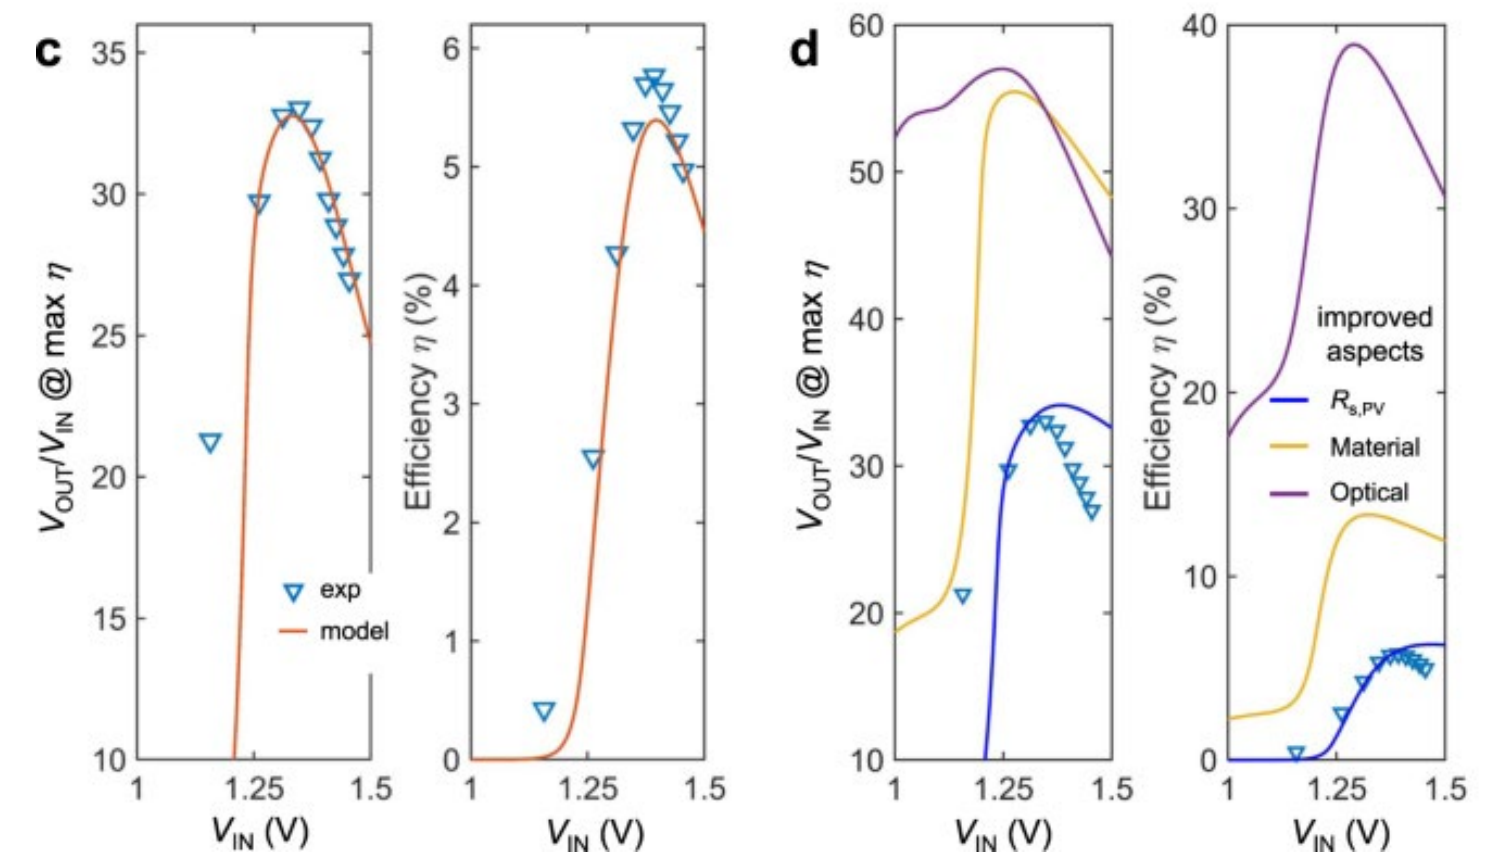 c
35
30
25
20
15
10
V_OUT/V_IN @ max η
1 1.25 1.5
V_IN (V)
exp
model
6
5
4
3
2
1
0
Efficiency η (%)
1 1.25 1.5
V_IN (V)
d
60
50
40
30
20
10
V_OUT/V_IN @ max η
1 1.25 1.5
V_IN (V)
40
30
20
10
0
Efficiency η (%)
improved
aspects
R_s,PV
Material
Optical
1 1.25 1.5
V_IN (V)